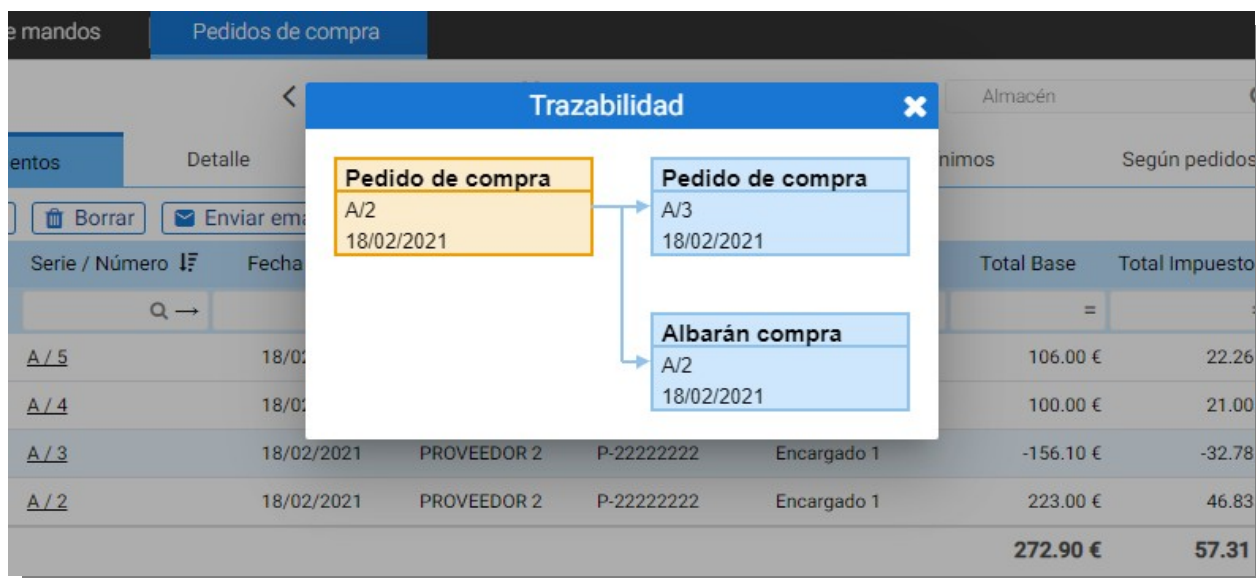 e mandos Pedidos de compra
Trazabilidad
Almacén
entos Detalle nimos Según pedidos
Pedido de compra
A/2
18/02/2021
Pedido de compra
A/3
18/02/2021
Albarán compra
A/2
18/02/2021
Borrar Enviar ema
Serie / Número Fecha Total Base Total Impuesto
=
A / 5 18/02 106.00 € 22.26
A / 4 18/02 100.00 € 21.00
A / 3 18/02/2021 PROVEEDOR 2 P-22222222 Encargado 1 -156.10 € -32.78
A / 2 18/02/2021 PROVEEDOR 2 P-22222222 Encargado 1 223.00 € 46.83
272.90 € 57.31